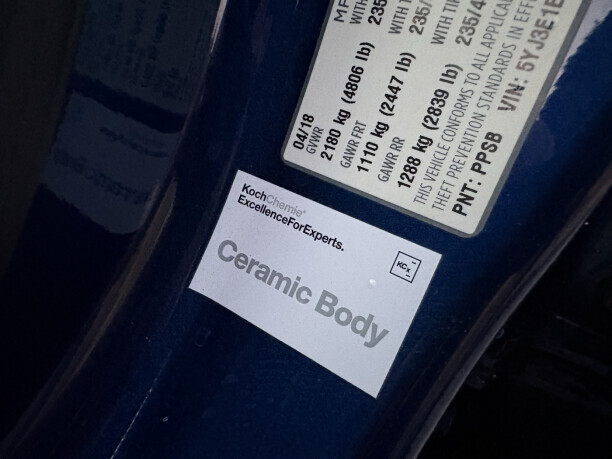 MF
235
WITH T
235/
WITH TI
235/4
04/18
GVWR
2180 kg (4806 lb)
GAWR FRT
1110 kg (2447 lb)
GAWR RR
1288 kg (2839 lb)
THIS VEHICLE CONFORMS TO ALL APPLICA
THEFT PREVENTION STANDARDS IN EFFE
PNT: PPSB VIN: 5YJ3E1E
KochChemie®
ExcellenceForExperts.
KCx
Ceramic Body